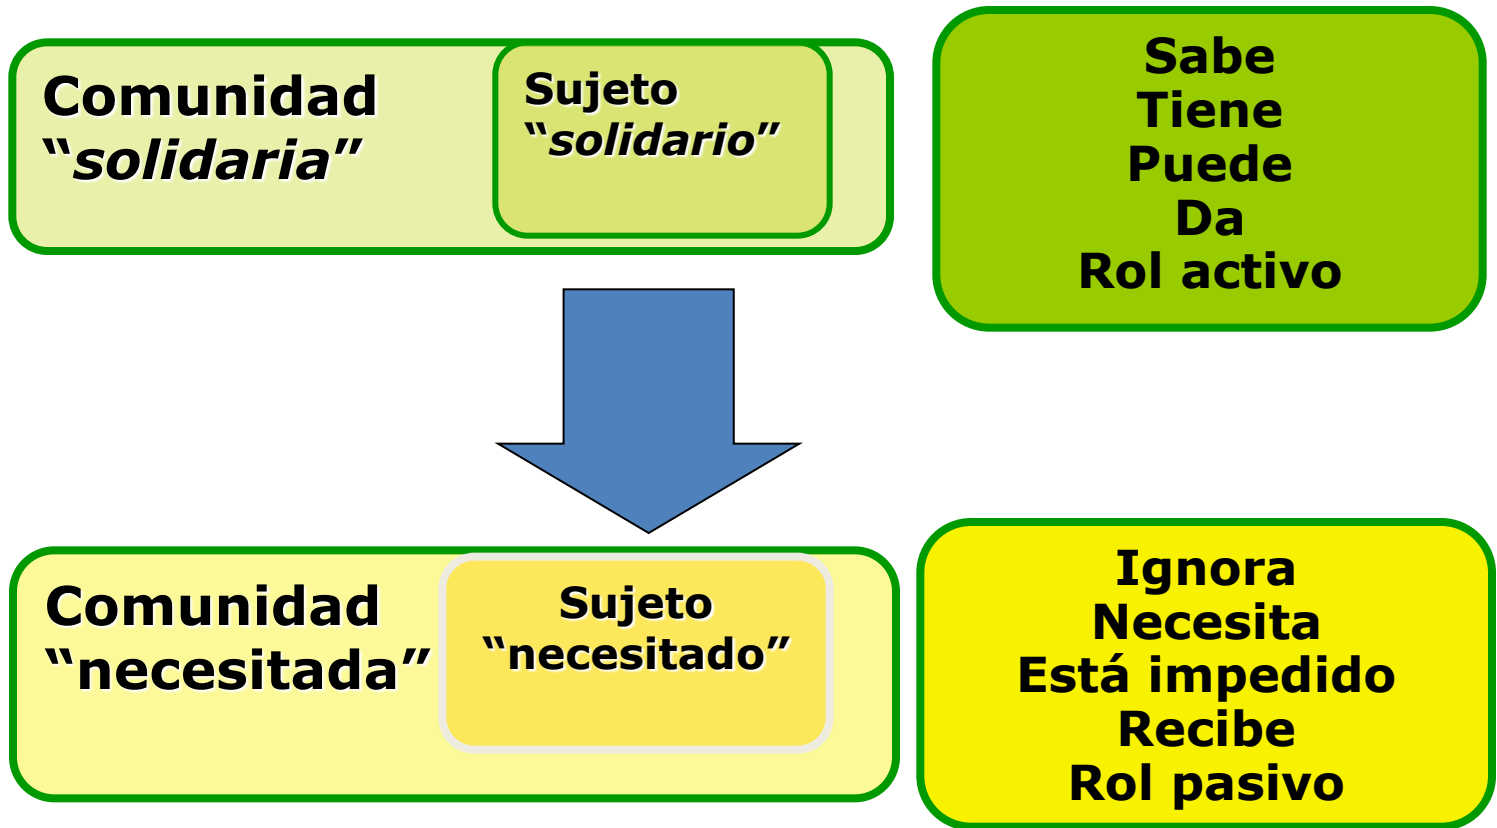 Comunidad
“solidaria”
Sujeto
“solidario”
Sabe
Tiene
Puede
Da
Rol activo
Comunidad
“necesitada”
Sujeto
“necesitado”
Ignora
Necesita
Está impedido
Recibe
Rol pasivo